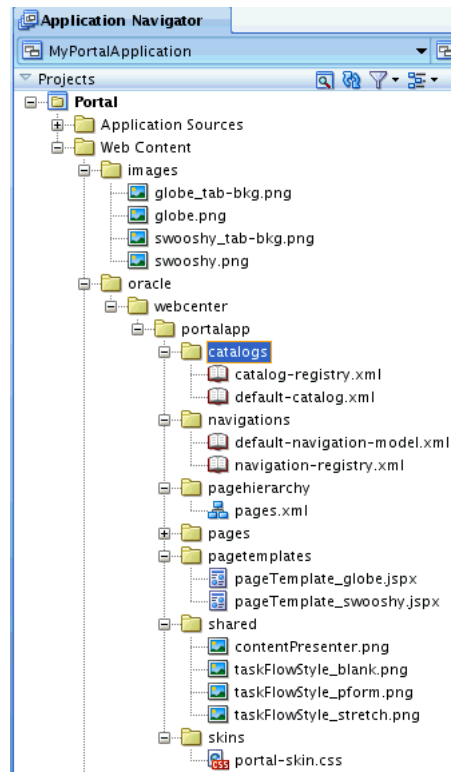 Application Navigator
MyPortalApplication
Projects
Portal
Application Sources
Web Content
images
globe_tab-bkg.png
globe.png
swooshy_tab-bkg.png
swooshy.png
oracle
webcenter
portalapp
catalogs
catalog-registry.xml
default-catalog.xml
navigations
default-navigation-model.xml
navigation-registry.xml
pagehierarchy
pages.xml
pages
pagetemplates
pageTemplate_globe.jspx
pageTemplate_swooshy.jspx
shared
contentPresenter.png
taskFlowStyle_blank.png
taskFlowStyle_pform.png
taskFlowStyle_stretch.png
skins
css portal-skin.css